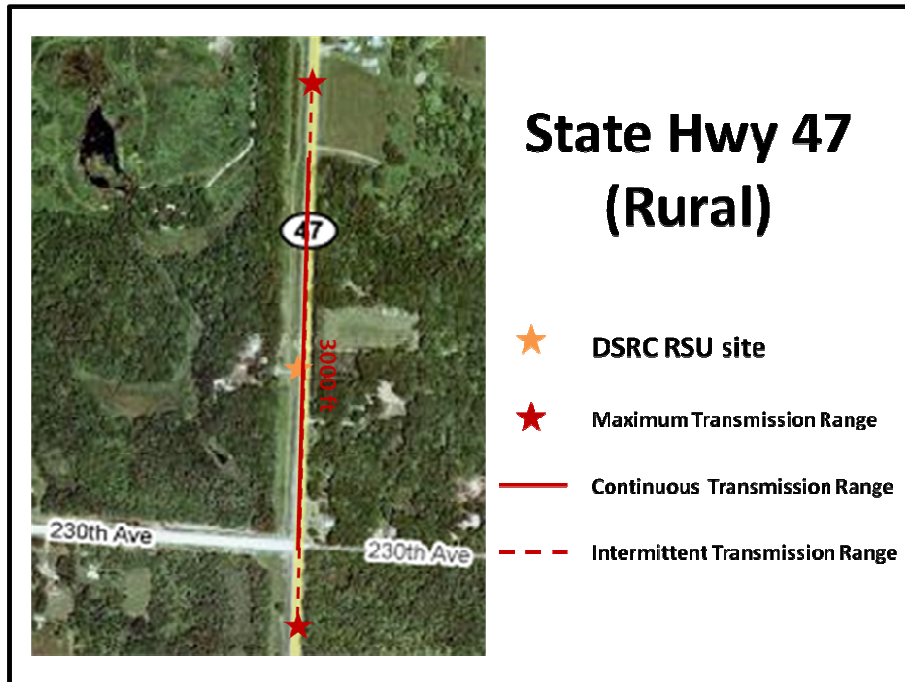 State Hwy 47
(Rural)
47
3000 ft
230th Ave
230th Ave
DSRC RSU site
Maximum Transmission Range
Continuous Transmission Range
Intermittent Transmission Range